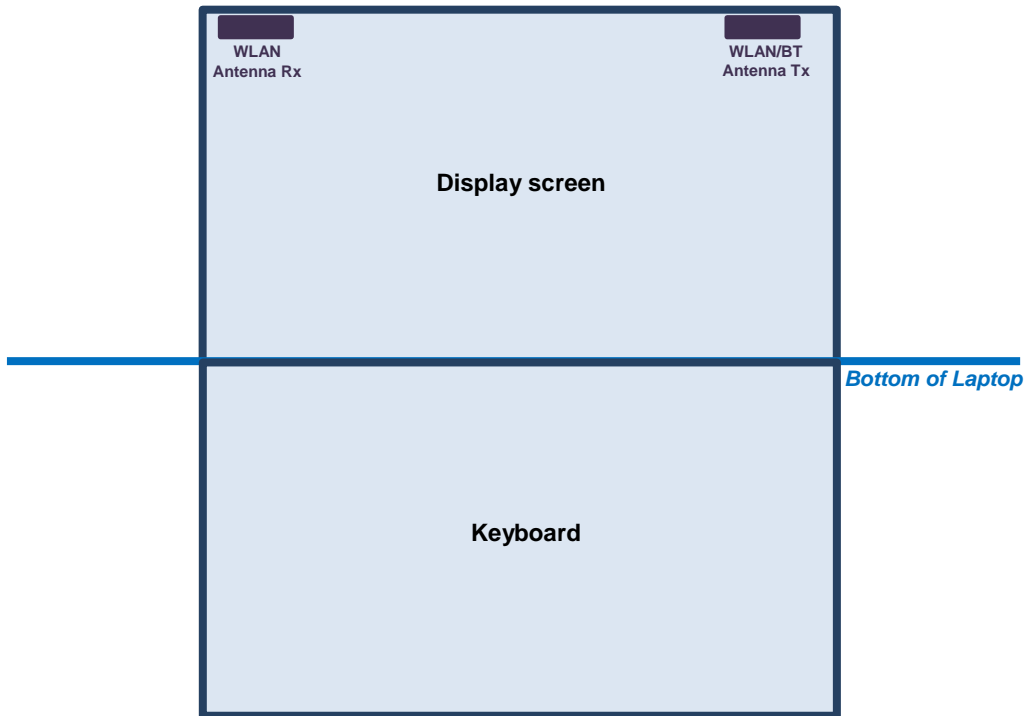 WLAN
Antenna Rx
WLAN/BT
Antenna Tx
Display screen
Bottom of Laptop
Keyboard